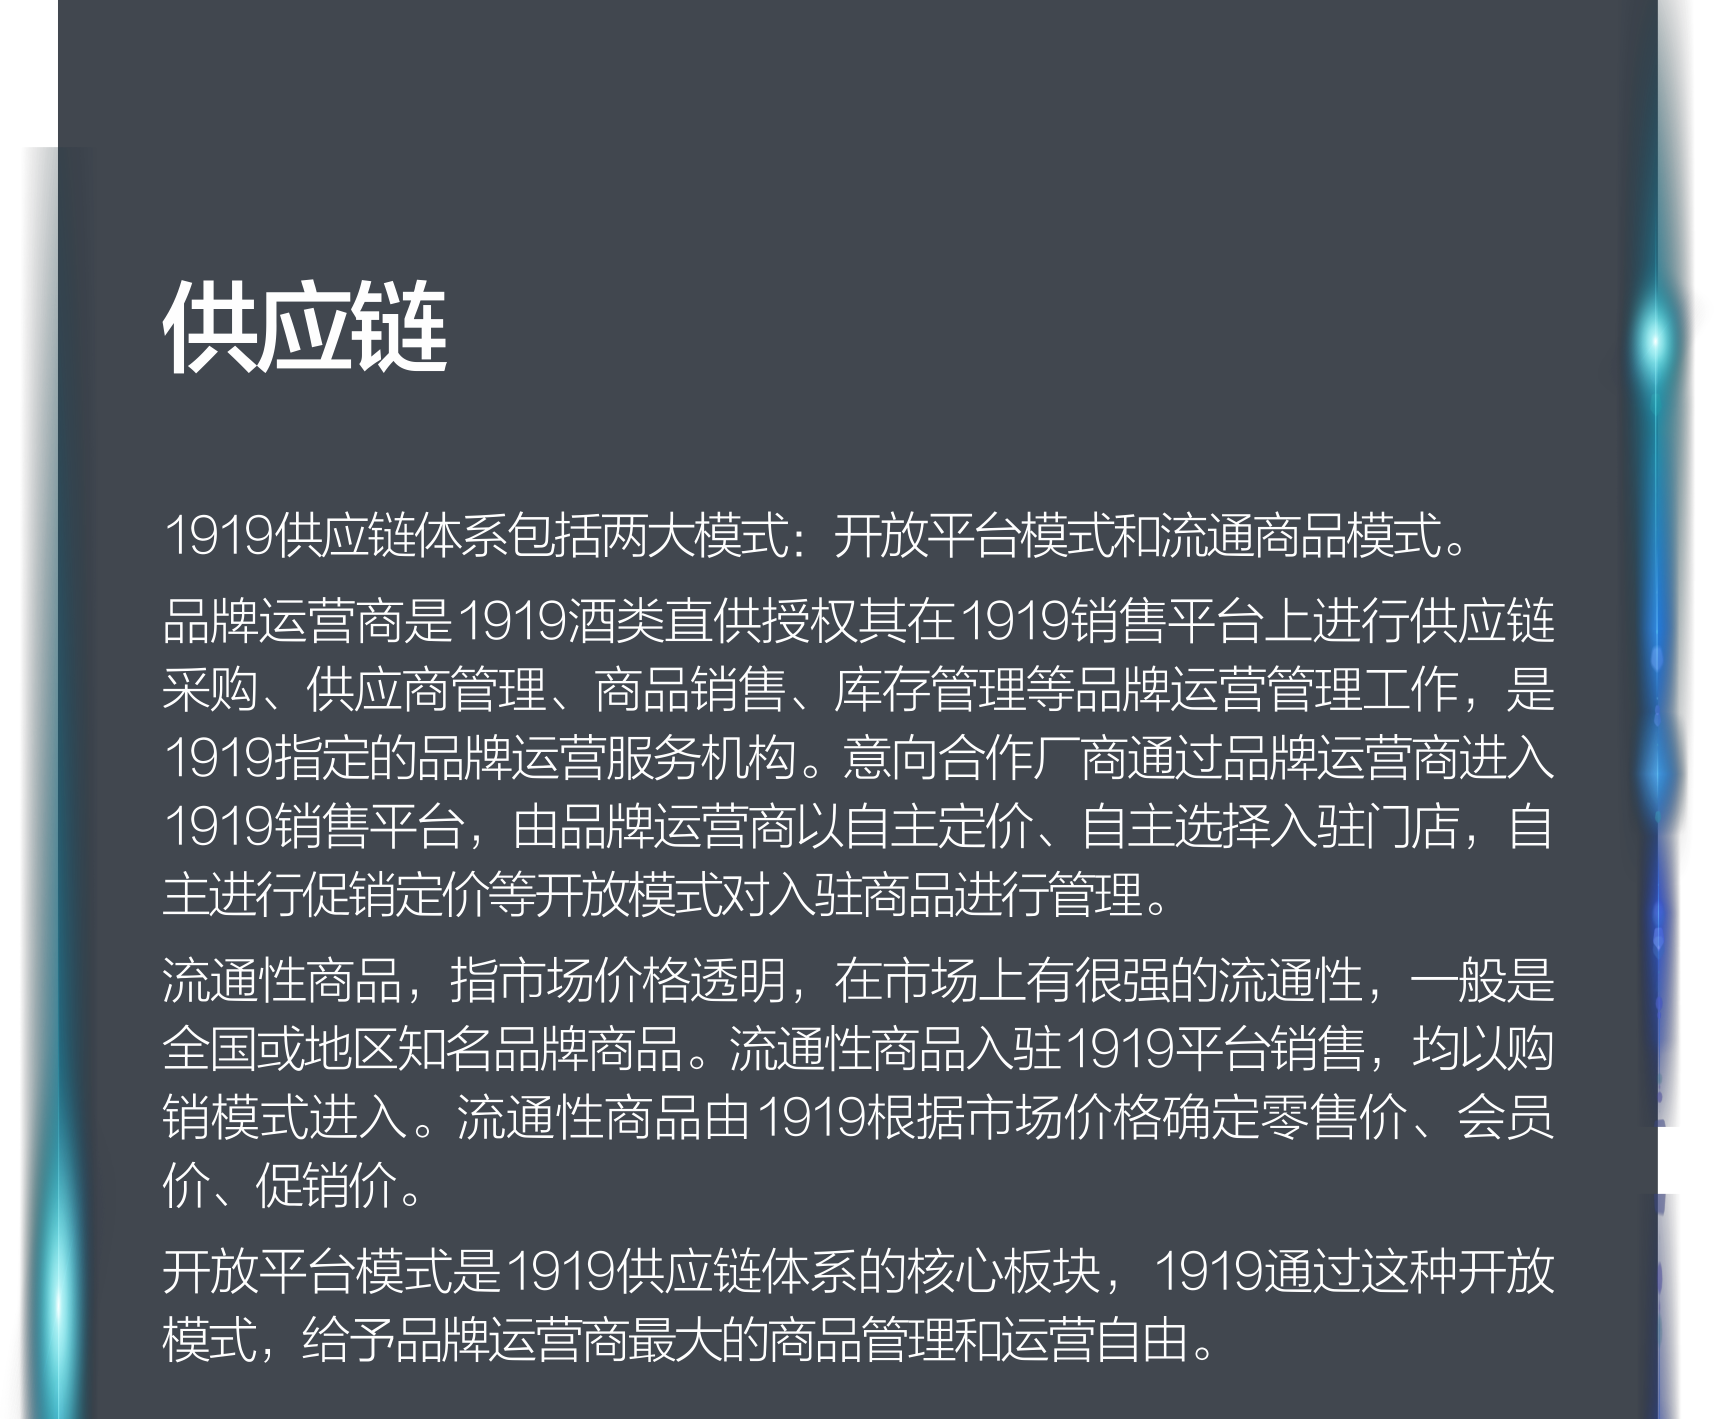 供应链
1919供应链体系包括两大模式：开放平台模式和流通商品模式。
品牌运营商是1919酒类直供授权其在1919销售平台上进行供应链
采购、供应商管理、商品销售、库存管理等品牌运营管理工作，是
1919指定的品牌运营服务机构。意向合作厂商通过品牌运营商进入
1919销售平台，由品牌运营商以自主定价、自主选择入驻门店，自
主进行促销定价等开放模式对入驻商品进行管理。
流通性商品，指市场价格透明，在市场上有很强的流通性，一般是
全国或地区知名品牌商品。流通性商品入驻1919平台销售，均以购
销模式进入。流通性商品由1919根据市场价格确定零售价、会员
价、促销价。
开放平台模式是1919供应链体系的核心板块，1919通过这种开放
模式，给予品牌运营商最大的商品管理和运营自由。